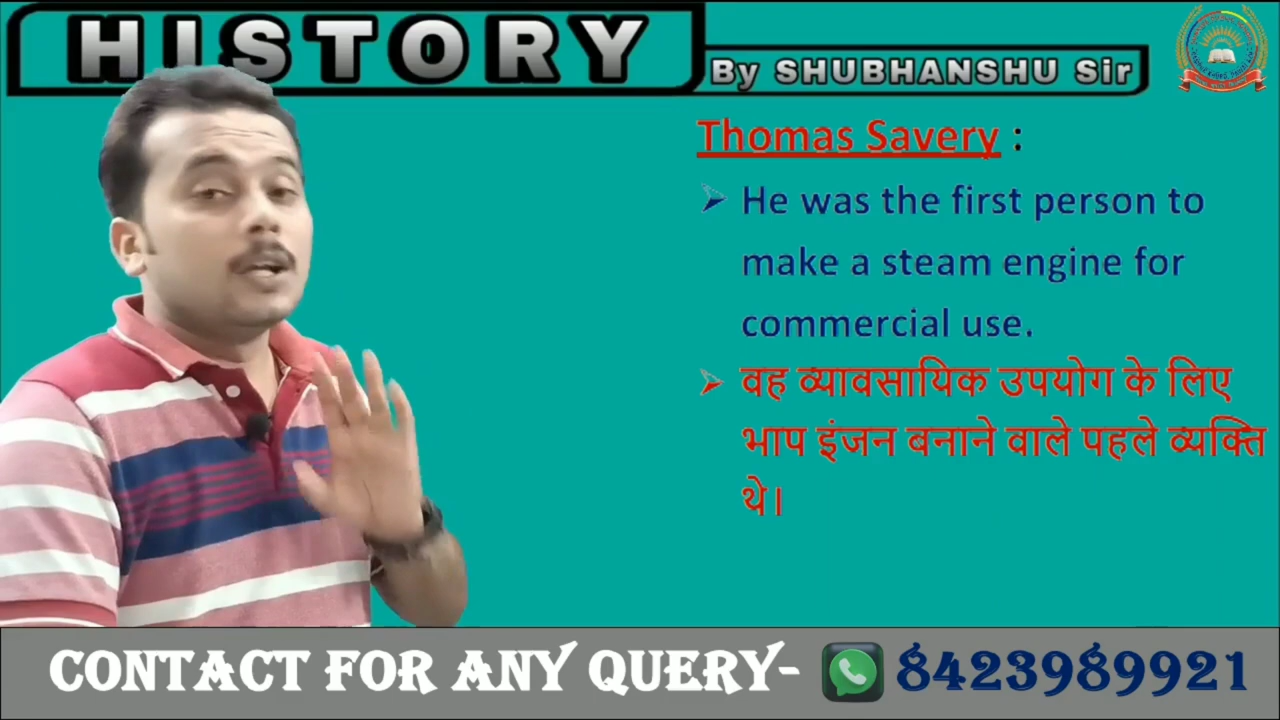 HISTORY
By SHUBHANSHU Sir
Thomas Savery :
He was the first person to
make a steam engine for
commercial use.
वह व्यावसायिक उपयोग के लिए
भाप इंजन बनाने वाले पहले व्यक्ति
थे।
CONTACT FOR ANY QUERY- 8423989921